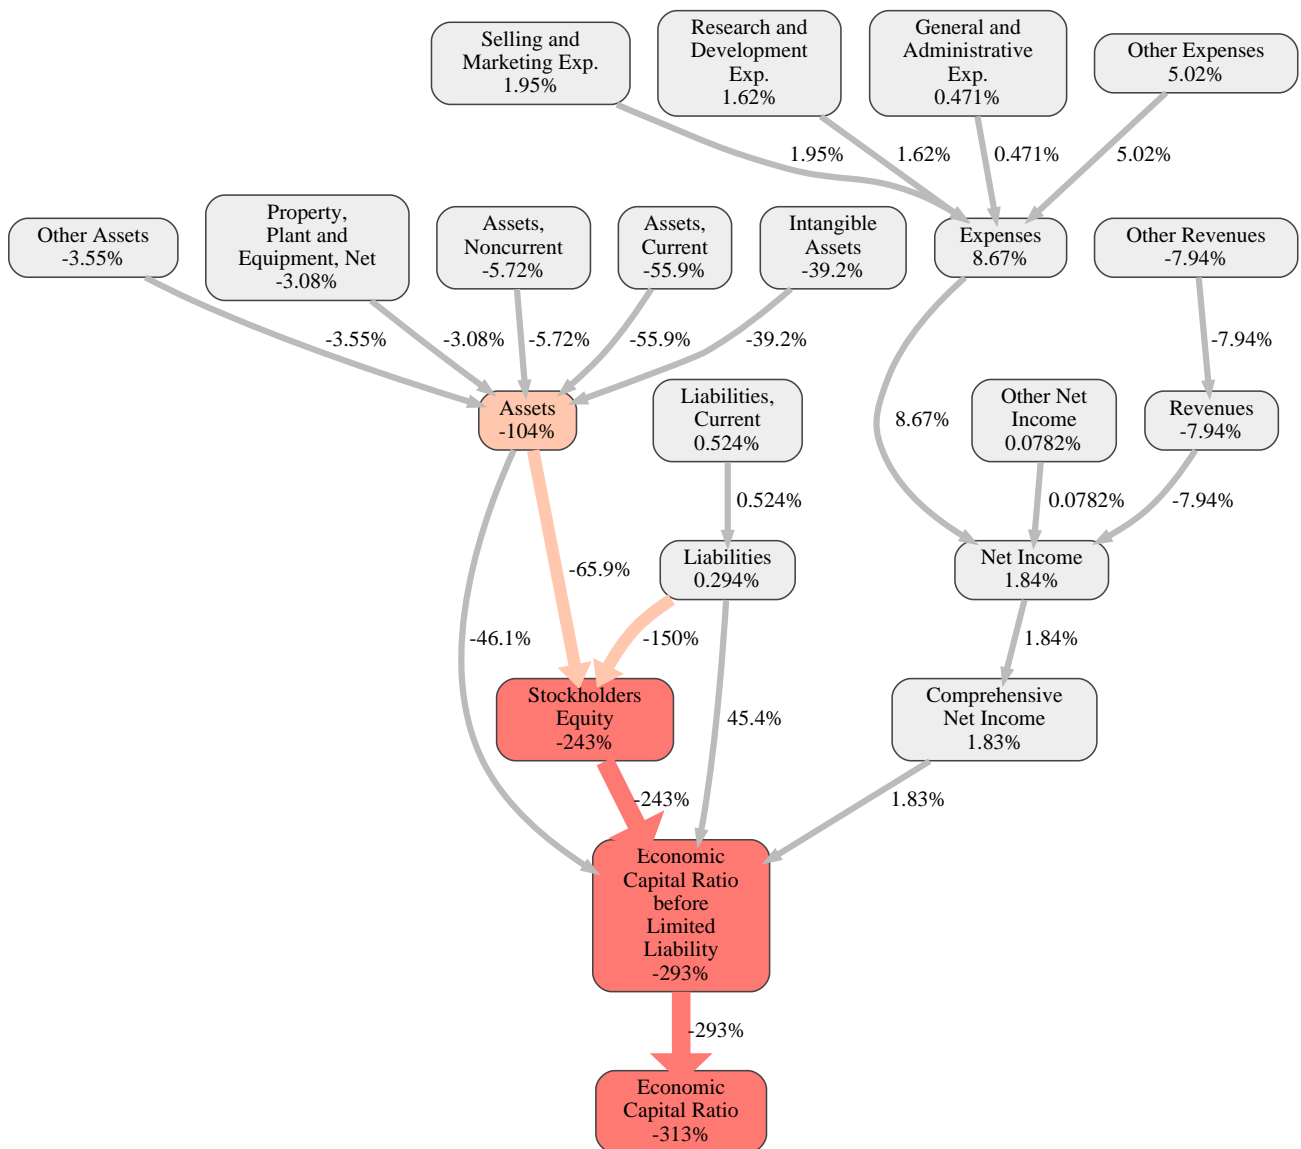 Selling and
Marketing Exp.
1.95%
Research and
Development
Exp.
1.62%
General and
Administrative
Exp.
0.471%
Other Expenses
5.02%
1.95%
1.62%
0.471%
5.02%
Other Assets
-3.55%
Property,
Plant and
Equipment, Net
-3.08%
Assets,
Noncurrent
-5.72%
Assets,
Current
-55.9%
Intangible
Assets
-39.2%
Expenses
8.67%
Other Revenues
-7.94%
-3.55%
-3.08%
-5.72%
-55.9%
-39.2%
-7.94%
Assets
-104%
Liabilities,
Current
0.524%
8.67%
Other Net
Income
0.0782%
Revenues
-7.94%
0.524%
0.0782%
-7.94%
-65.9%
Liabilities
0.294%
Net Income
1.84%
-46.1%
-150%
1.84%
Stockholders
Equity
-243%
45.4%
Comprehensive
Net Income
1.83%
-243%
1.83%
Economic
Capital Ratio
before
Limited
Liability
-293%
-293%
Economic
Capital Ratio
-313%